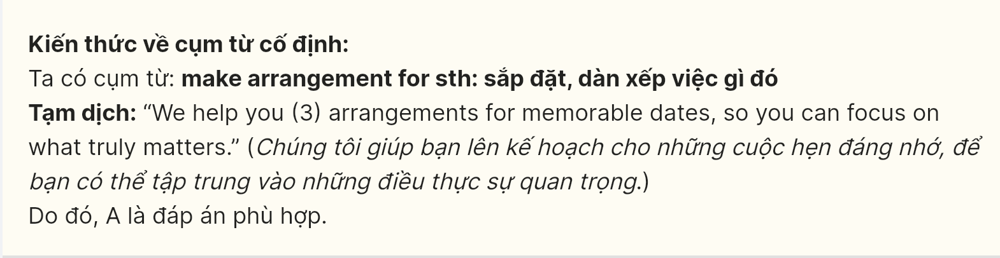 Kiến thức về cụm từ cố định:
Ta có cụm từ: make arrangement for sth: sắp đặt, dàn xếp việc gì đó
Tạm dịch: “We help you (3) arrangements for memorable dates, so you can focus on
what truly matters.” (Chúng tôi giúp bạn lên kế hoạch cho những cuộc hẹn đáng nhớ, để
bạn có thể tập trung vào những điều thực sự quan trọng.)
Do đó, A là đáp án phù hợp.